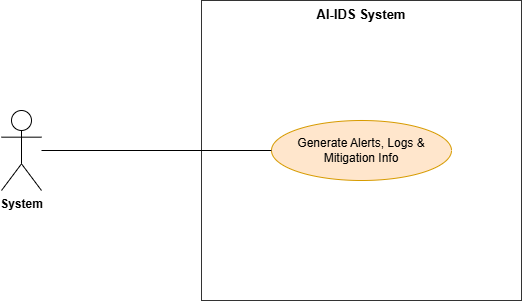 AI-IDS System
Generate Alerts, Logs &
Mitigation Info
System